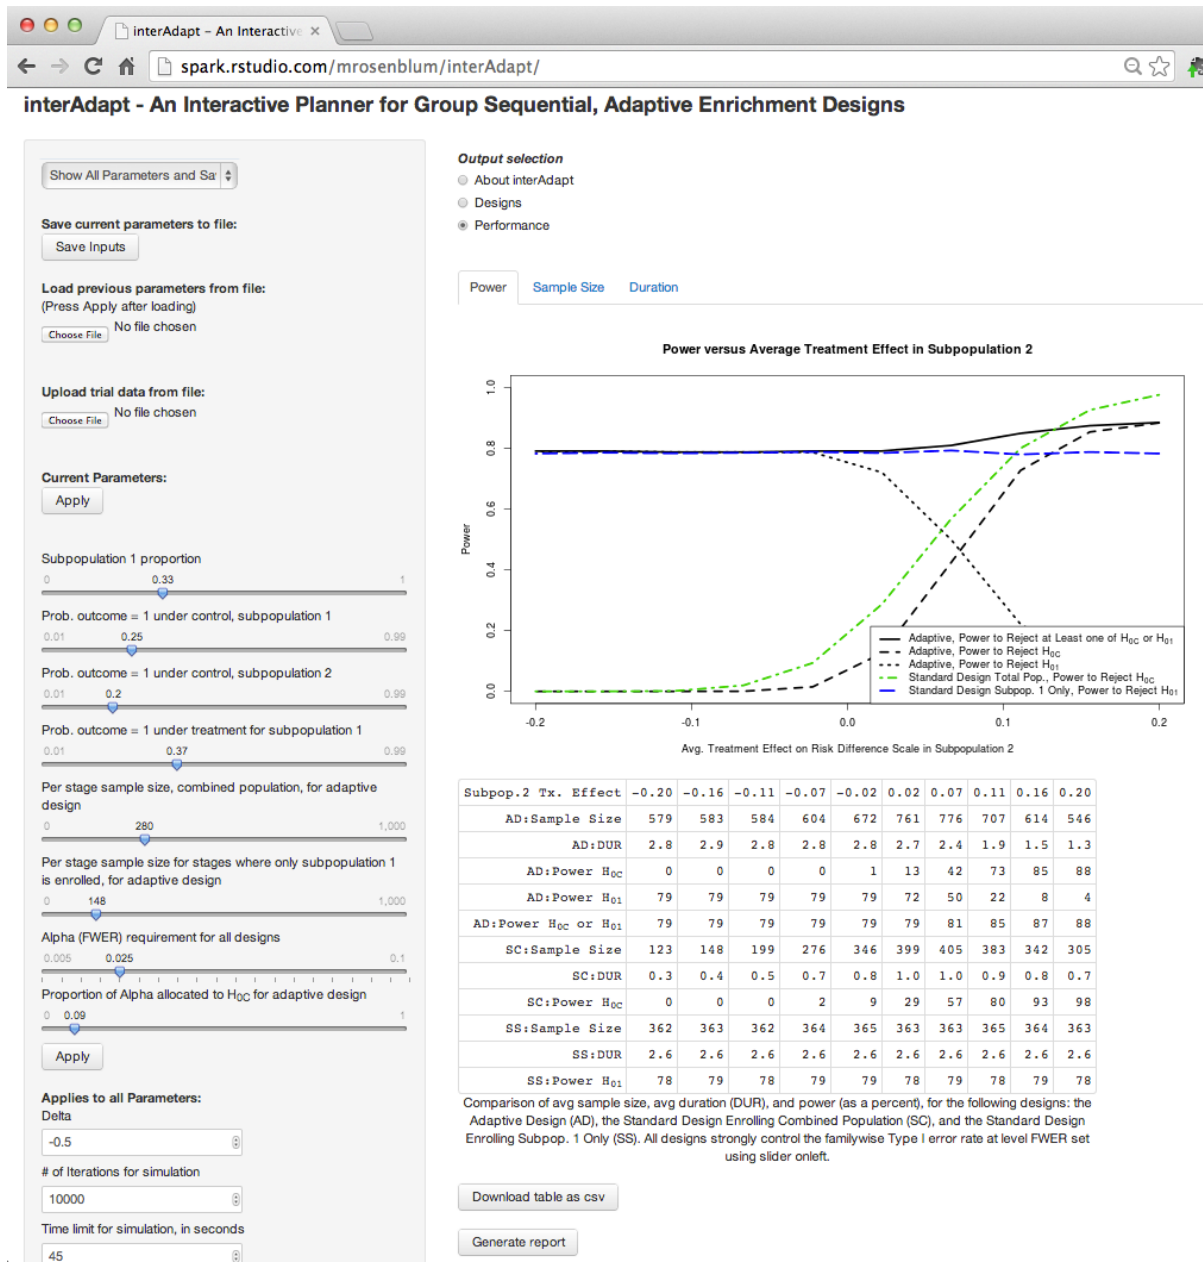 interAdapt - An Interactive
spark.rstudio.com/mrosenblum/interAdapt/
interAdapt - An Interactive Planner for Group Sequential, Adaptive Enrichment Designs
Show All Parameters and Sa
Save current parameters to file:
Save Inputs
Load previous parameters from file:
(Press Apply after loading)
Choose File No file chosen
Upload trial data from file:
Choose File No file chosen
Current Parameters:
Apply
Subpopulation 1 proportion
0 0.33 1
Prob. outcome = 1 under control, subpopulation 1
0.01 0.25 0.99
Prob. outcome = 1 under control, subpopulation 2
0.01 0.2 0.99
Prob. outcome = 1 under treatment for subpopulation 1
0.01 0.37 0.99
Per stage sample size, combined population, for adaptive
design
0 280 1,000
Per stage sample size for stages where only subpopulation 1
is enrolled, for adaptive design
0 148 1,000
Alpha (FWER) requirement for all designs
0.005 0.025 0.1
Proportion of Alpha allocated to H0C for adaptive design
0 0.09 1
Apply
Applies to all Parameters:
Delta
-0.5
# of Iterations for simulation
10000
Time limit for simulation, in seconds
45
Output selection
About interAdapt
Designs
Performance
Power Sample Size Duration
Power versus Average Treatment Effect in Subpopulation 2
Power
1.0
0.8
0.6
0.4
0.2
0.0
Adaptive, Power to Reject at Least one of H0C or H01
Adaptive, Power to Reject H0C
Adaptive, Power to Reject H01
Standard Design Total Pop., Power to Reject H0C
Standard Design Subpop. 1 Only, Power to Reject H01
-0.2 -0.1 0.0 0.1 0.2
Avg. Treatment Effect on Risk Difference Scale in Subpopulation 2
Subpop.2 Tx. Effect -0.20 -0.16 -0.11 -0.07 -0.02 0.02 0.07 0.11 0.16 0.20
AD:Sample Size 579 583 584 604 672 761 776 707 614 546
AD:DUR 2.8 2.9 2.8 2.8 2.8 2.7 2.4 1.9 1.5 1.3
AD:Power H0C 0 0 0 0 1 13 42 73 85 88
AD:Power H01 79 79 79 79 79 72 50 22 8 4
AD:Power H0C or H01 79 79 79 79 79 79 81 85 87 88
SC:Sample Size 123 148 199 276 346 399 405 383 342 305
SC:DUR 0.3 0.4 0.5 0.7 0.8 1.0 1.0 0.9 0.8 0.7
SC:Power H0C 0 0 0 2 9 29 57 80 93 98
SS:Sample Size 362 363 362 364 365 363 363 365 364 363
SS:DUR 2.6 2.6 2.6 2.6 2.6 2.6 2.6 2.6 2.6 2.6
SS:Power H01 78 79 78 79 79 78 79 78 79 78
Comparison of avg sample size, avg duration (DUR), and power (as a percent), for the following designs: the
Adaptive Design (AD), the Standard Design Enrolling Combined Population (SC), and the Standard Design
Enrolling Subpop. 1 Only (SS). All designs strongly control the familywise Type I error rate at level FWER set
using slider onleft.
Download table as csv
Generate report